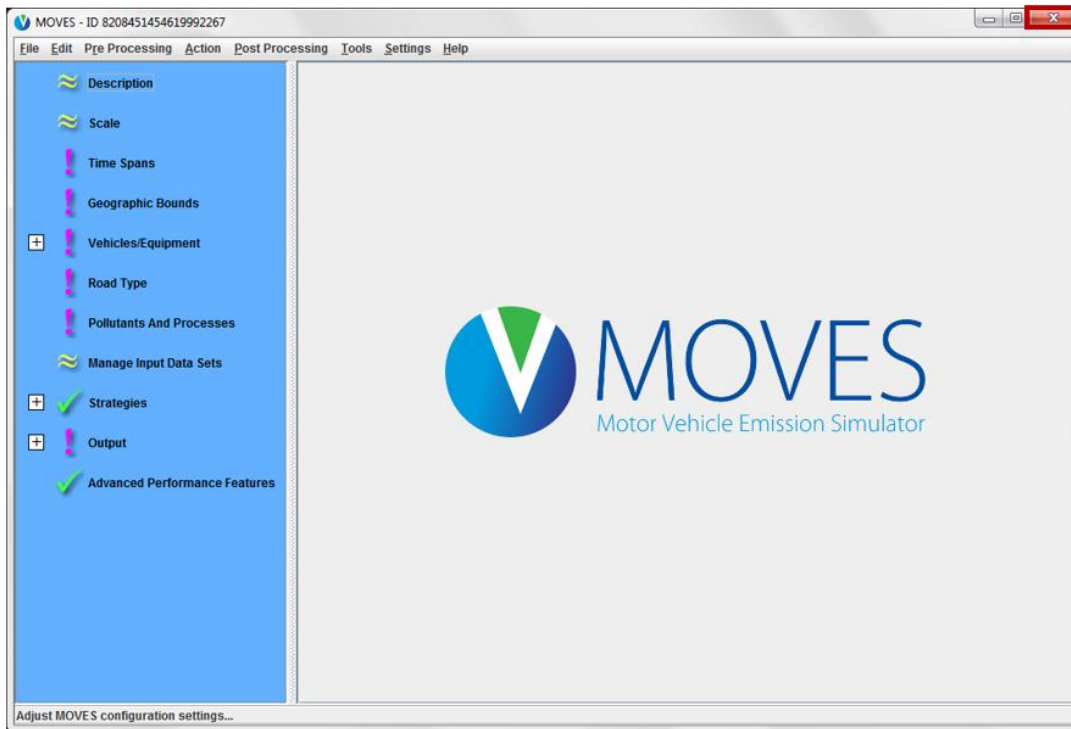 MOVES - ID 8208451454619992267
File Edit Pre Processing Action Post Processing Tools Settings Help
Description
Scale
Time Spans
Geographic Bounds
Vehicles/Equipment
Road Type
Pollutants And Processes
Manage Input Data Sets
Strategies
Output
Advanced Performance Features
MOVES
Motor Vehicle Emission Simulator
Adjust MOVES configuration settings...